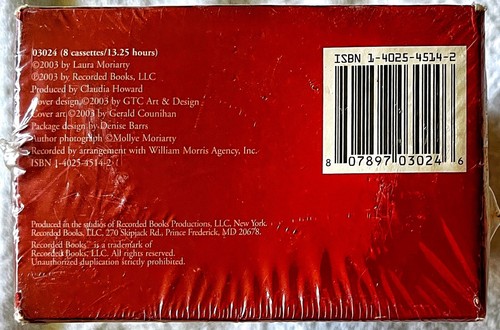 03024 (8 cassettes/13.25 hours)
©2003 by Laura Moriarty
℗2003 by Recorded Books, LLC
Produced by Claudia Howard
Cover design ©2003 by GTC Art & Design
Cover art ©2003 by Gerald Counihan
Package design by Denise Barrs
Author photograph ©Mollye Moriarty
Recorded by arrangement with William Morris Agency, Inc.
ISBN 1-4025-4514-2
ISBN 1-4025-4514-2
8 07897 03024 6
Produced in the studios of Recorded Books Productions, LLC, New York.
Recorded Books, LLC, 270 Skipjack Rd., Prince Frederick, MD 20678.
Recorded Books™ is a trademark of
Recorded Books, LLC. All rights reserved.
Unauthorized duplication strictly prohibited.